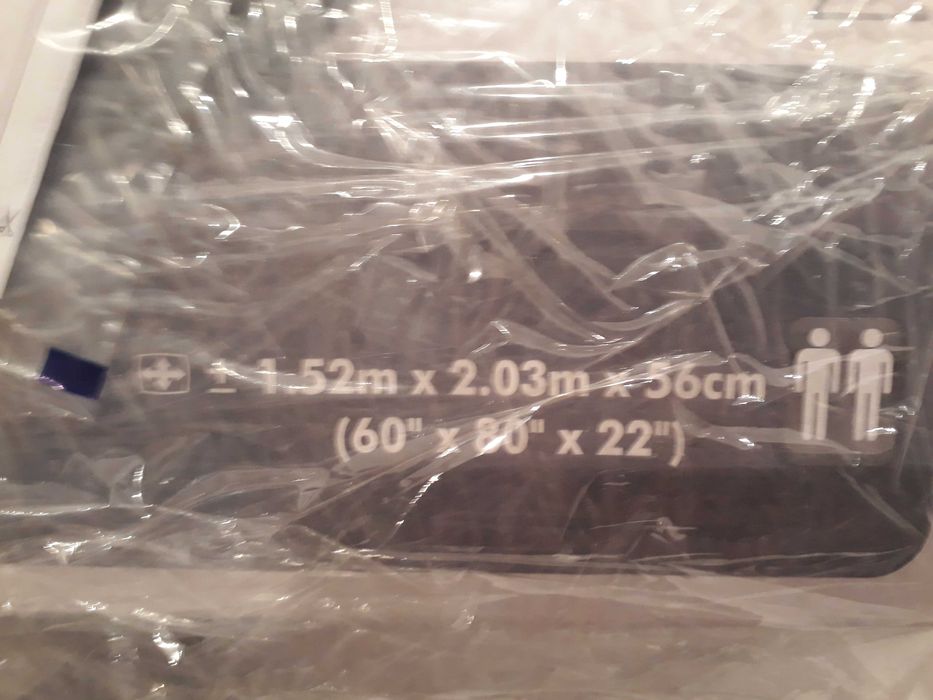 ± 1.52m x 2.03m x 56cm
(60" x 80" x 22")